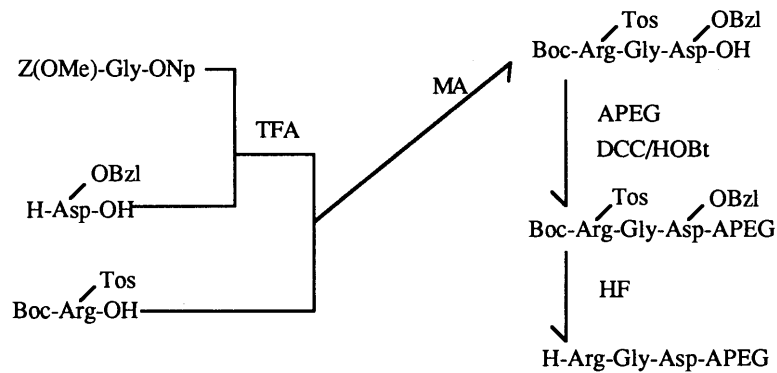 Z(OMe)-Gly-ONp
TFA
OBzl
H-Asp-OH
Tos
Boc-Arg-OH
MA
Tos
OBzl
Boc-Arg-Gly-Asp-OH
APEG
DCC/HOBt
Tos
OBzl
Boc-Arg-Gly-Asp-APEG
HF
H-Arg-Gly-Asp-APEG